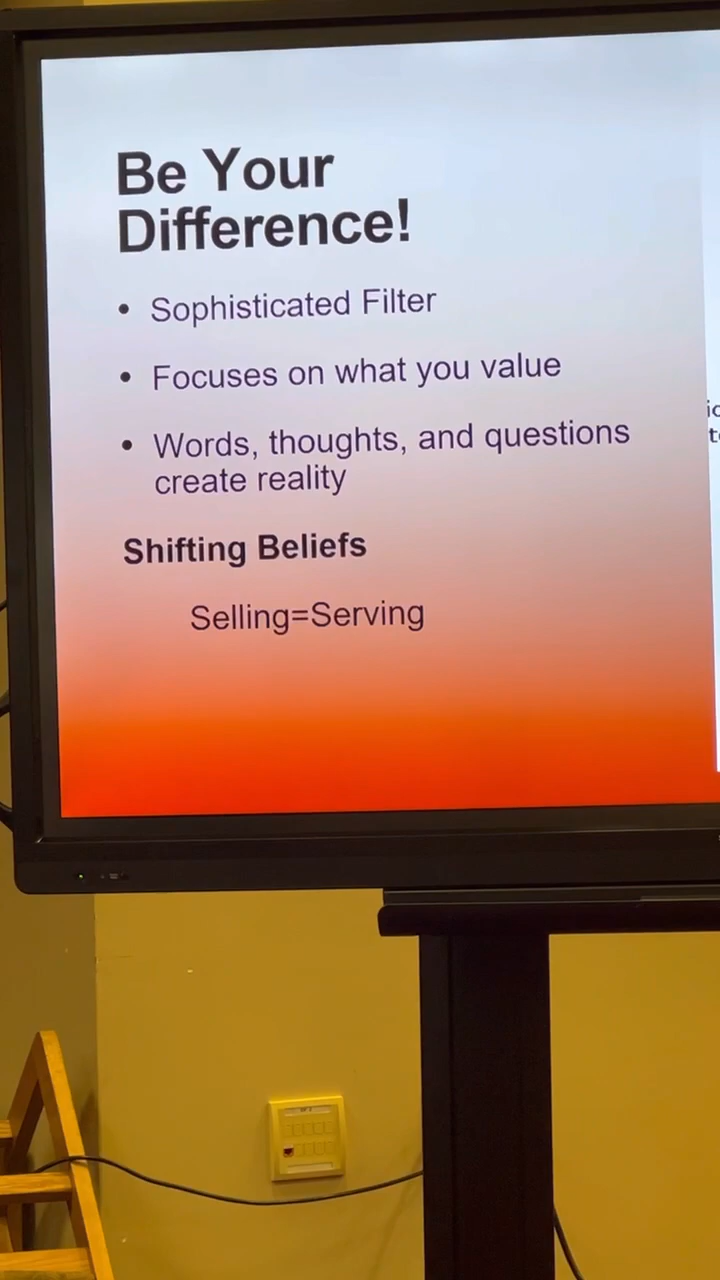 Be Your
Difference!
• Sophisticated Filter
• Focuses on what you value
• Words, thoughts, and questions
create reality
Shifting Beliefs
Selling=Serving